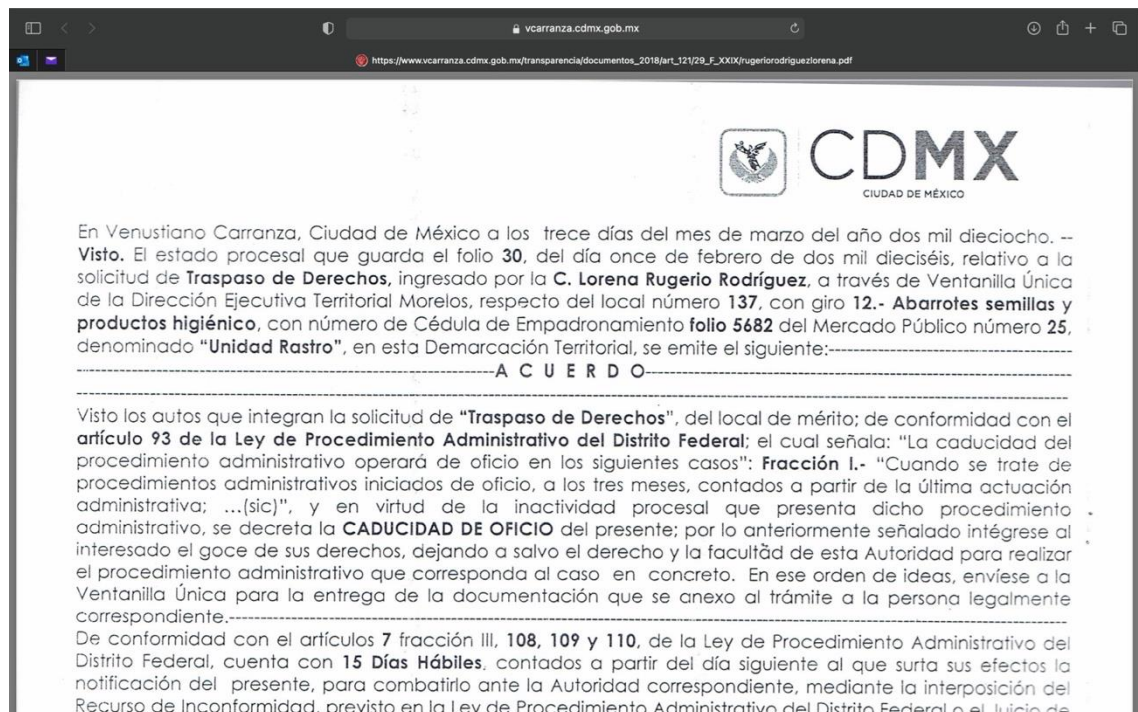 vcarranza.cdmx.gob.mx
https://www.vcarranza.cdmx.gob.mx/transparencia/documentos_2018/art_121/29_F_XXIX/rugeriorodriguezlorena.pdf
CDMX
CIUDAD DE MÉXICO
En Venustiano Carranza, Ciudad de México a los trece días del mes de marzo del año dos mil dieciocho. --
Visto. El estado procesal que guarda el folio 30, del día once de febrero de dos mil dieciséis, relativo a la
solicitud de Traspaso de Derechos, ingresado por la C. Lorena Rugerio Rodríguez, a través de Ventanilla Única
de la Dirección Ejecutiva Territorial Morelos, respecto del local número 137, con giro 12.- Abarrotes semillas y
productos higiénico, con número de Cédula de Empadronamiento folio 5682 del Mercado Público número 25,
denominado "Unidad Rastro", en esta Demarcación Territorial, se emite el siguiente:-----------------------------------
------------------------------------------------------------A C U E R D O------------------------------------------------------------
Visto los autos que integran la solicitud de "Traspaso de Derechos", del local de mérito; de conformidad con el
artículo 93 de la Ley de Procedimiento Administrativo del Distrito Federal; el cual señala: "La caducidad del
procedimiento administrativo operará de oficio en los siguientes casos": Fracción I.- "Cuando se trate de
procedimientos administrativos iniciados de oficio, a los tres meses, contados a partir de la última actuación
administrativa; ...(sic)", y en virtud de la inactividad procesal que presenta dicho procedimiento
administrativo, se decreta la CADUCIDAD DE OFICIO del presente; por lo anteriormente señalado intégrese al
interesado el goce de sus derechos, dejando a salvo el derecho y la facultad de esta Autoridad para realizar
el procedimiento administrativo que corresponda al caso en concreto. En ese orden de ideas, envíese a la
Ventanilla Única para la entrega de la documentación que se anexo al trámite a la persona legalmente
correspondiente.------------------------------------------------------------
De conformidad con el artículos 7 fracción III, 108, 109 y 110, de la Ley de Procedimiento Administrativo del
Distrito Federal, cuenta con 15 Días Hábiles, contados a partir del día siguiente al que surta sus efectos la
notificación del presente, para combatirlo ante la Autoridad correspondiente, mediante la interposición del
Recurso de Inconformidad, previsto en la Ley de Procedimiento Administrativo del Distrito Federal o el Juicio de